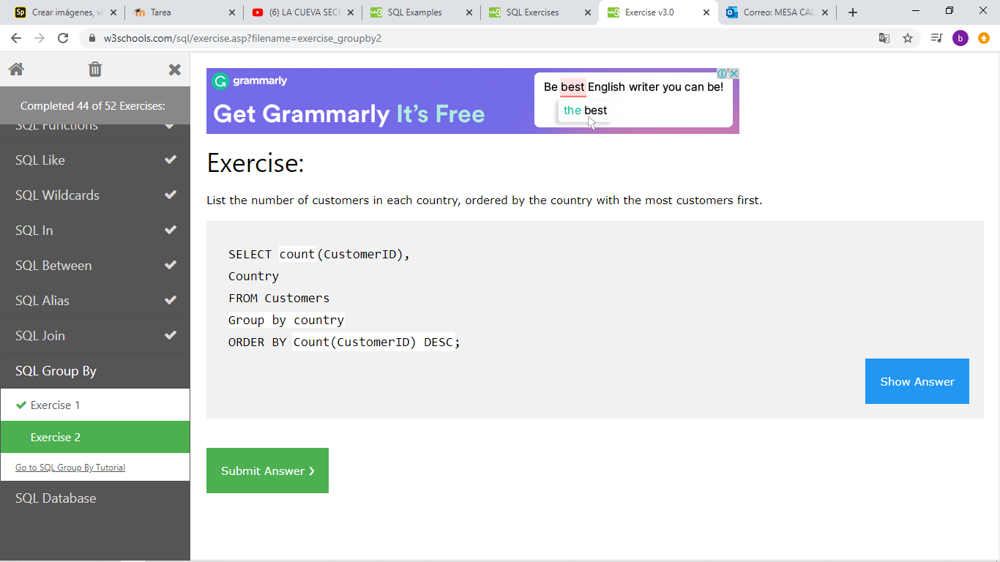 Crear imágenes, ví
Tarea
(6) LA CUEVA SECR
SQL Examples
SQL Exercises
Exercise v3.0
Correo: MESA CAL
w3schools.com/sql/exercise.asp?filename=exercise_groupby2
b
Completed 44 of 52 Exercises:
SQL Functions
SQL Like
SQL Wildcards
SQL In
SQL Between
SQL Alias
SQL Join
SQL Group By
Exercise 1
Exercise 2
Go to SQL Group By Tutorial
SQL Database
grammarly
Get Grammarly It's Free
Be best English writer you can be!
the best
Exercise:
List the number of customers in each country, ordered by the country with the most customers first.
SELECT count(CustomerID),
Country
FROM Customers
Group by country
ORDER BY Count(CustomerID) DESC;
Show Answer
Submit Answer ❯